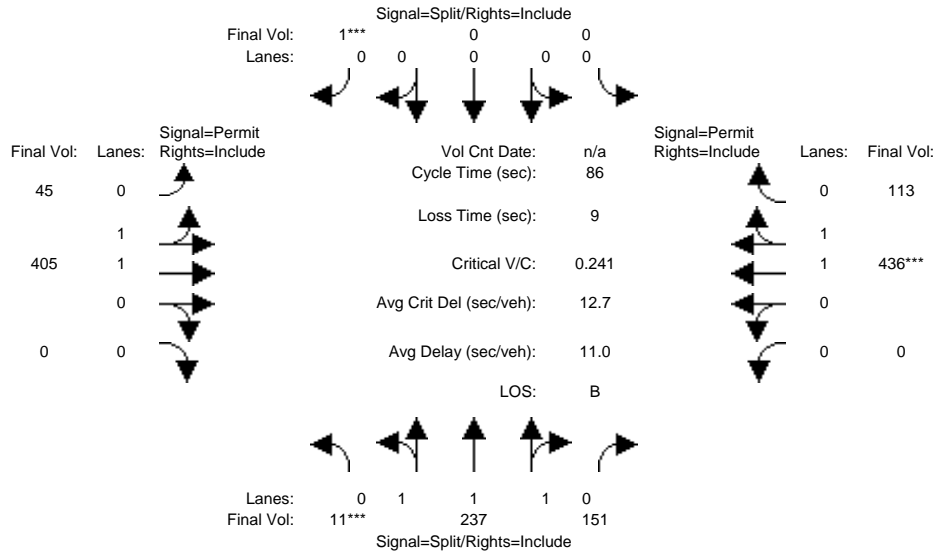 Signal=Split/Rights=Include
Final Vol: 1*** 0 0
Lanes: 0 0 0 0 0
Signal=Permit
Final Vol: Lanes: Rights=Include
Vol Cnt Date: n/a
Signal=Permit
Rights=Include Lanes: Final Vol:
Cycle Time (sec): 86
45 0
0 113
Loss Time (sec): 9
1
1
405 1
Critical V/C: 0.241
1 436***
0
Avg Crit Del (sec/veh): 12.7
0
0 0
Avg Delay (sec/veh): 11.0
0 0
LOS: B
Lanes: 0 1 1 1 0
Final Vol: 11*** 237 151
Signal=Split/Rights=Include